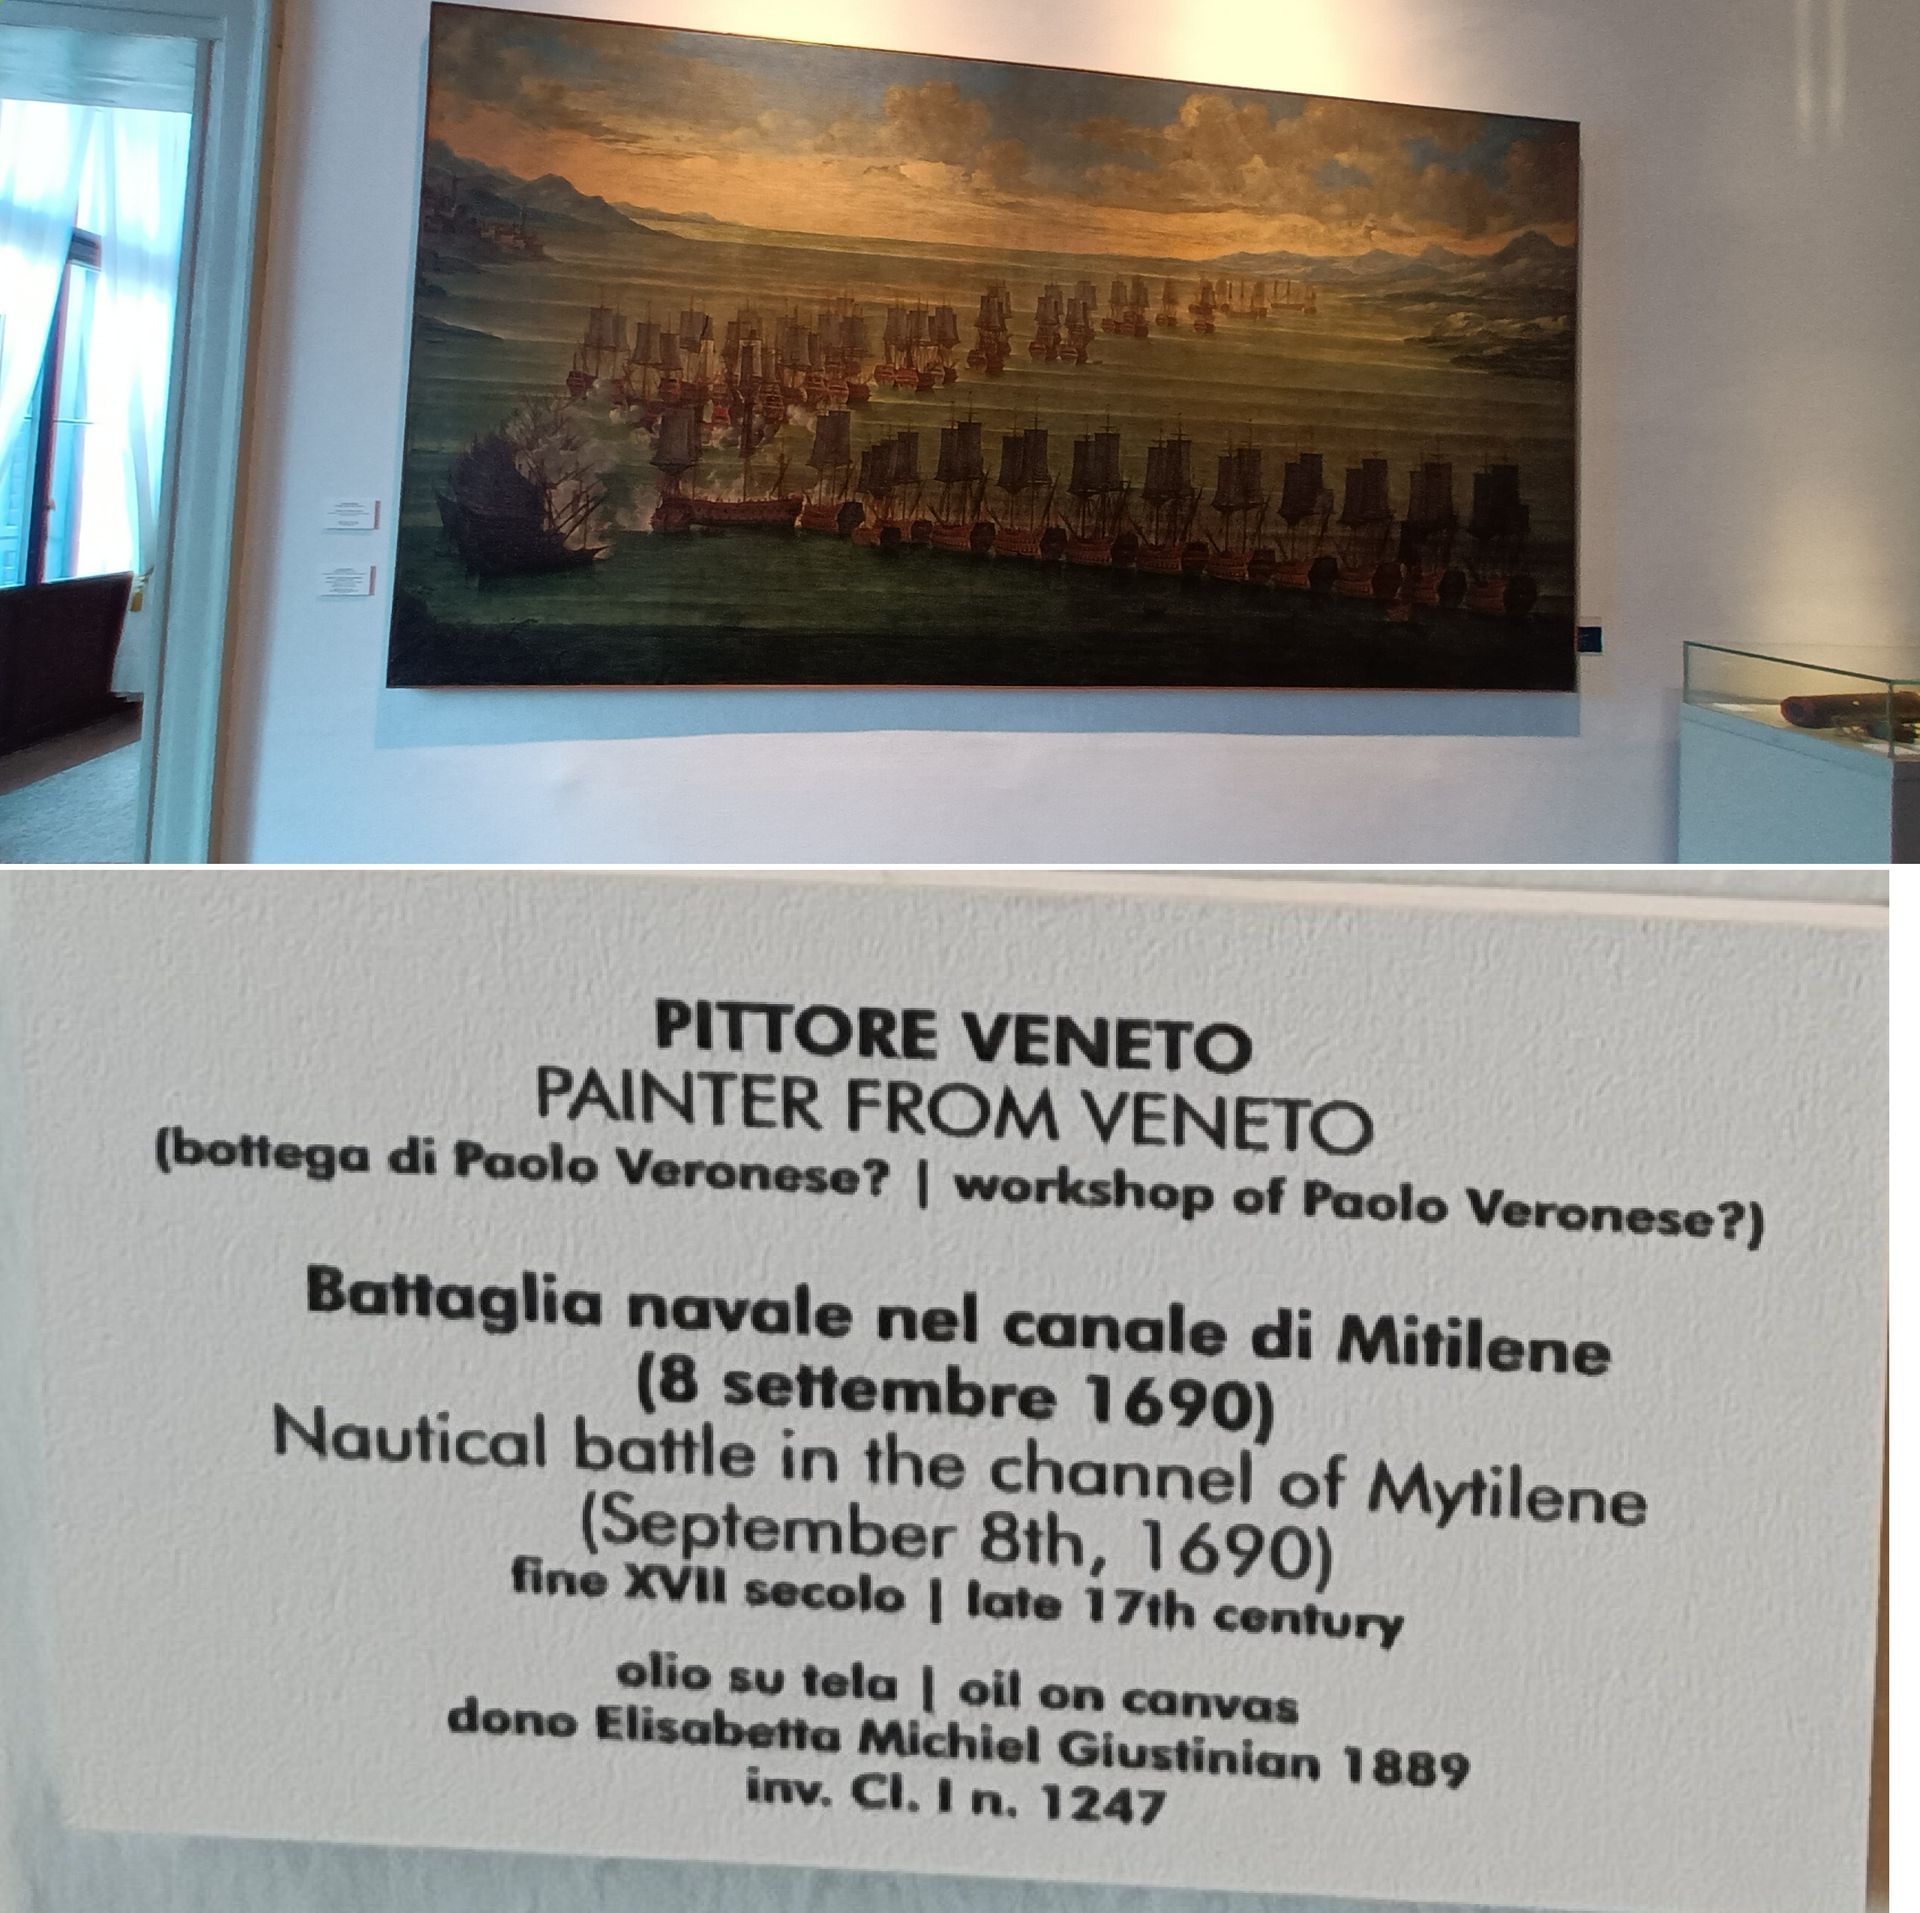 PITTORE VENETO
PAINTER FROM VENETO
(bottega di Paolo Veronese? | workshop of Paolo Veronese?)
Battaglia navale nel canale di Mitilene
(8 settembre 1690)
Nautical battle in the channel of Mytilene
(September 8th, 1690)
fine XVII secolo | late 17th century
olio su tela | oil on canvas
dono Elisabetta Michiel Giustinian 1889
inv. Cl. I n. 1247